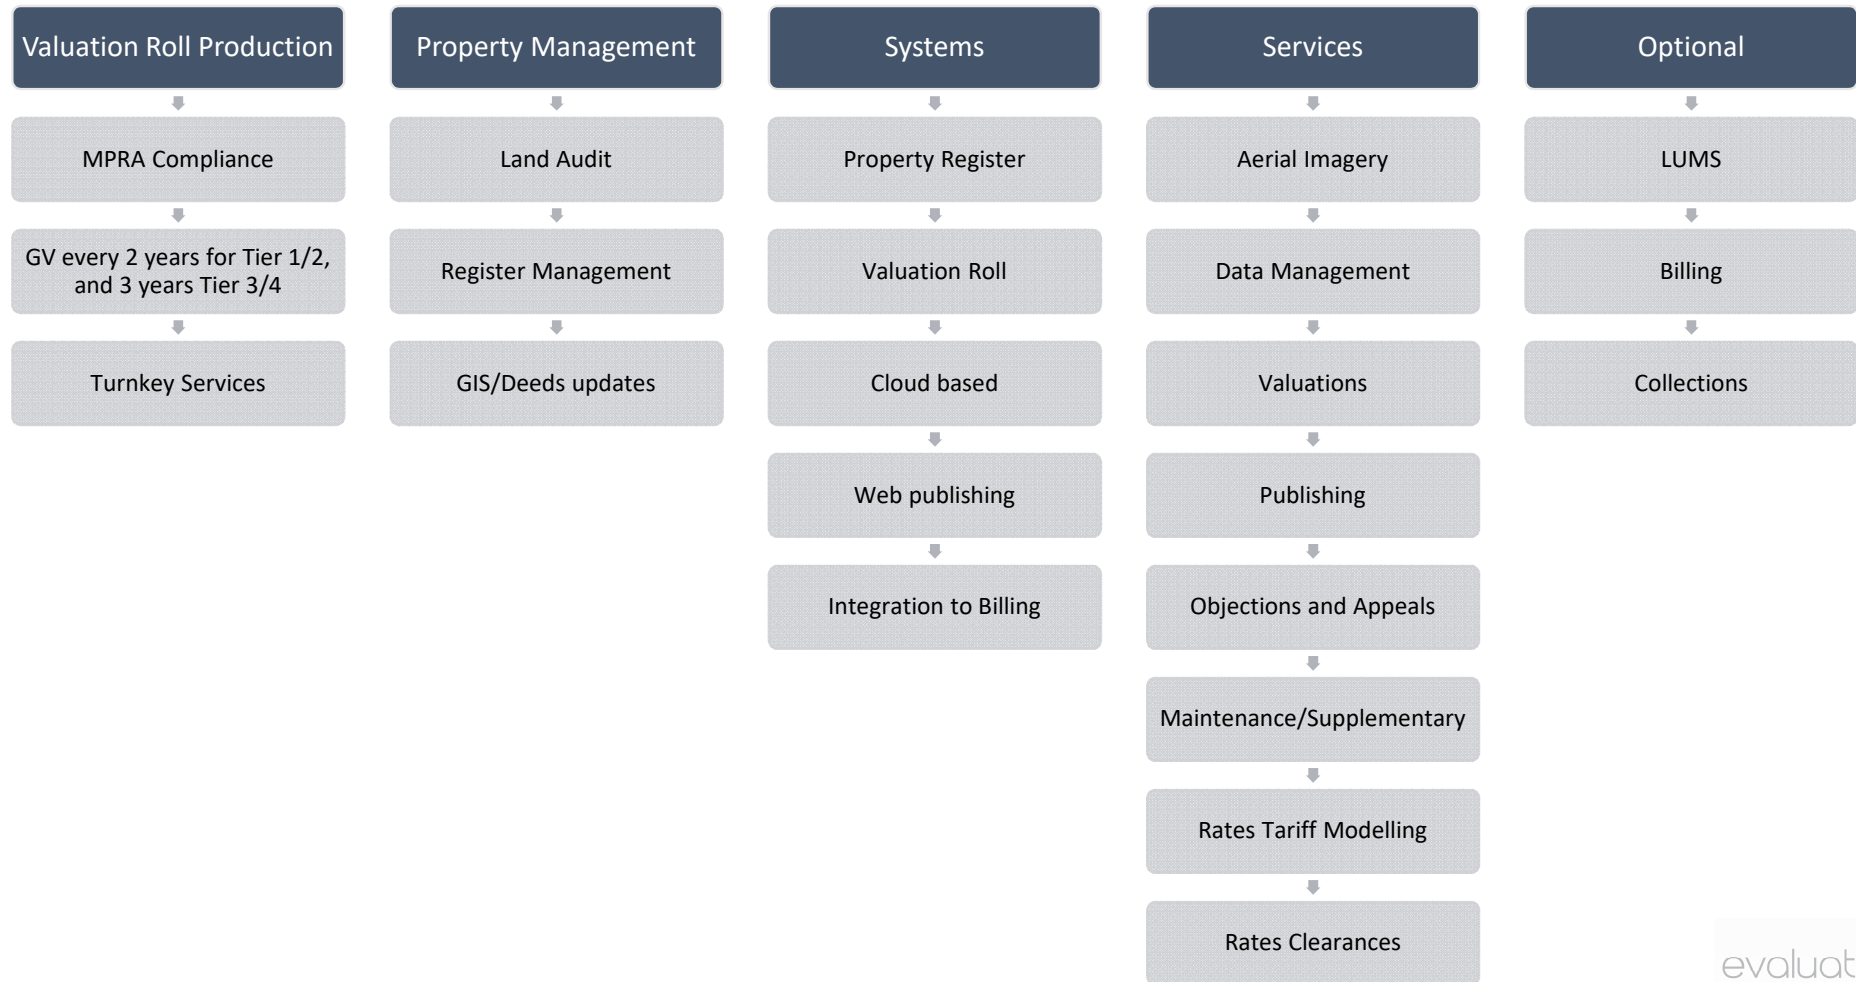 Valuation Roll Production
MPRA Compliance
GV every 2 years for Tier 1/2,
and 3 years Tier 3/4
Turnkey Services
Property Management
Land Audit
Register Management
GIS/Deeds updates
Systems
Property Register
Valuation Roll
Cloud based
Web publishing
Integration to Billing
Services
Aerial Imagery
Data Management
Valuations
Publishing
Objections and Appeals
Maintenance/Supplementary
Rates Tariff Modelling
Rates Clearances
Optional
LUMS
Billing
Collections
evaluat